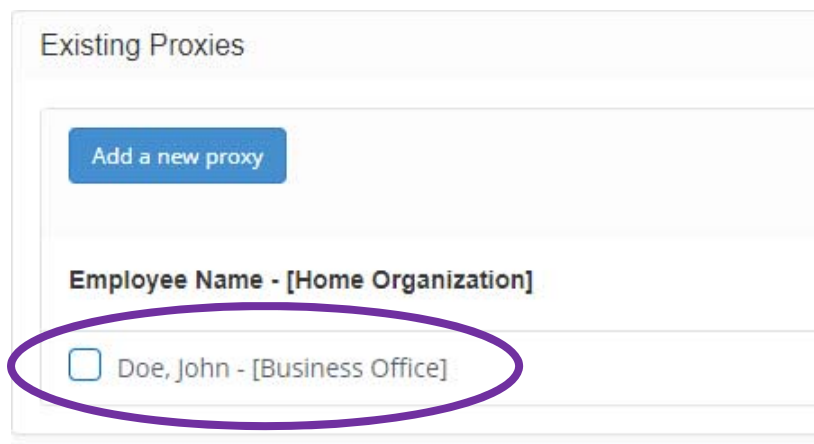 Existing Proxies
Add a new proxy
Employee Name - [Home Organization]
Doe, John - [Business Office]